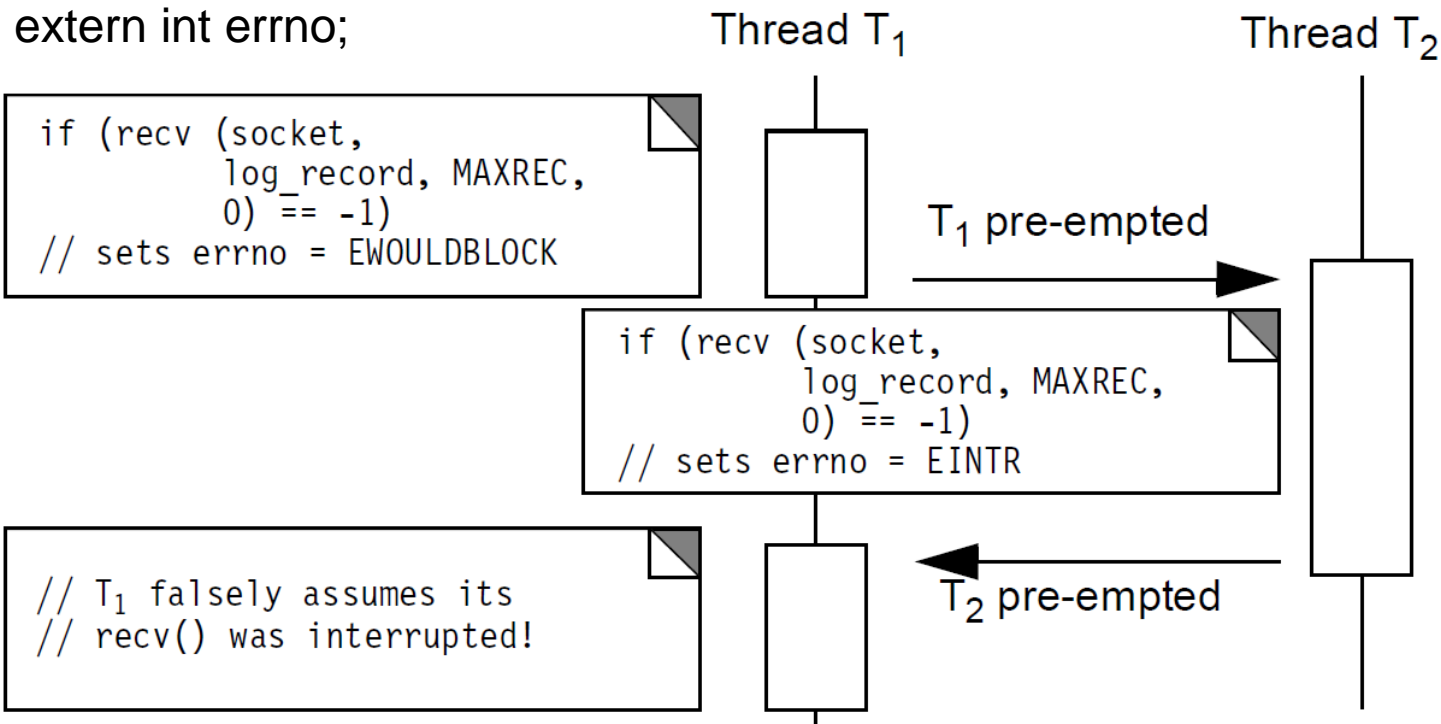 extern int errno;
Thread T1
Thread T2
if (recv (socket,
log_record, MAXREC,
0) == -1)
// sets errno = EWOULDBLOCK
T1 pre-empted
if (recv (socket,
log_record, MAXREC,
0) == -1)
// sets errno = EINTR
// T1 falsely assumes its
// recv() was interrupted!
T2 pre-empted